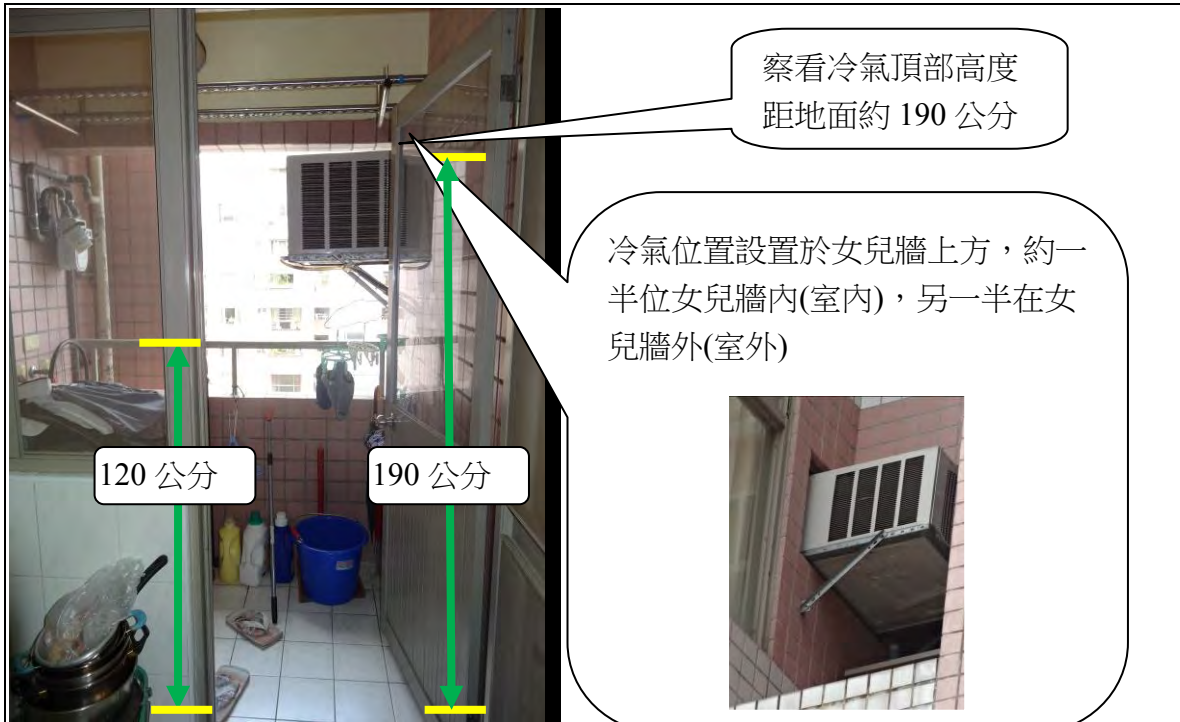 察看冷氣頂部高度
距地面約 190 公分
冷氣位置設置於女兒牆上方，約一
半位女兒牆內(室內)，另一半在女
兒牆外(室外)
120 公分
190 公分